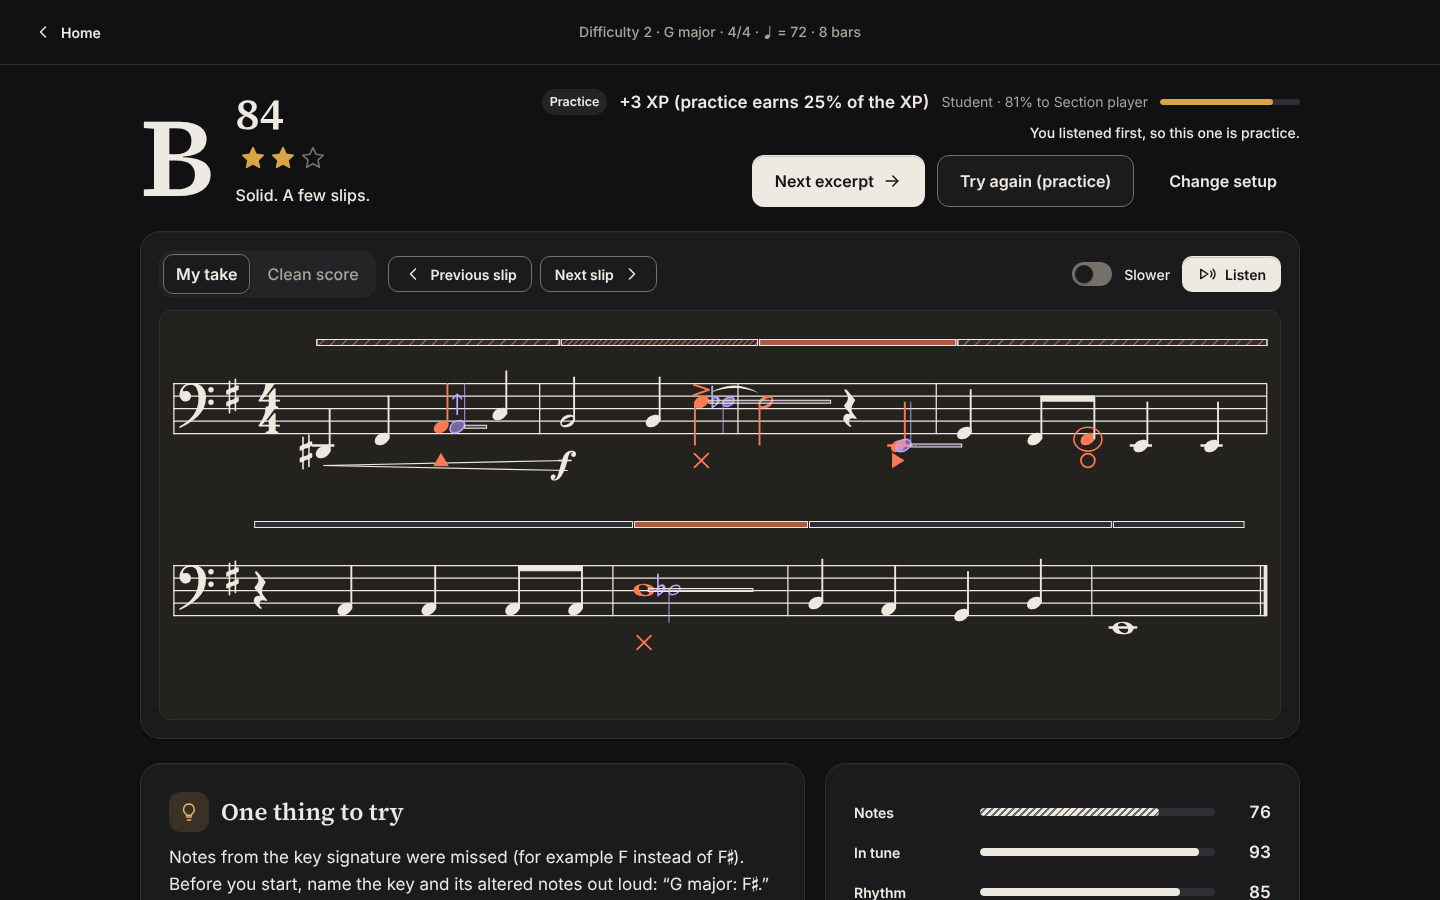 Home
Difficulty 2 · G major · 4/4 · ♩ = 72 · 8 bars
B
84
Solid. A few slips.
Practice +3 XP (practice earns 25% of the XP) Student · 81% to Section player
You listened first, so this one is practice.
Next excerpt → Try again (practice) Change setup
My take Clean score Previous slip Next slip Slower Listen
4
4
f
One thing to try
Notes from the key signature were missed (for example F instead of F♯).
Before you start, name the key and its altered notes out loud: “G major: F♯.”
Notes 76
In tune 93
Rhythm 85